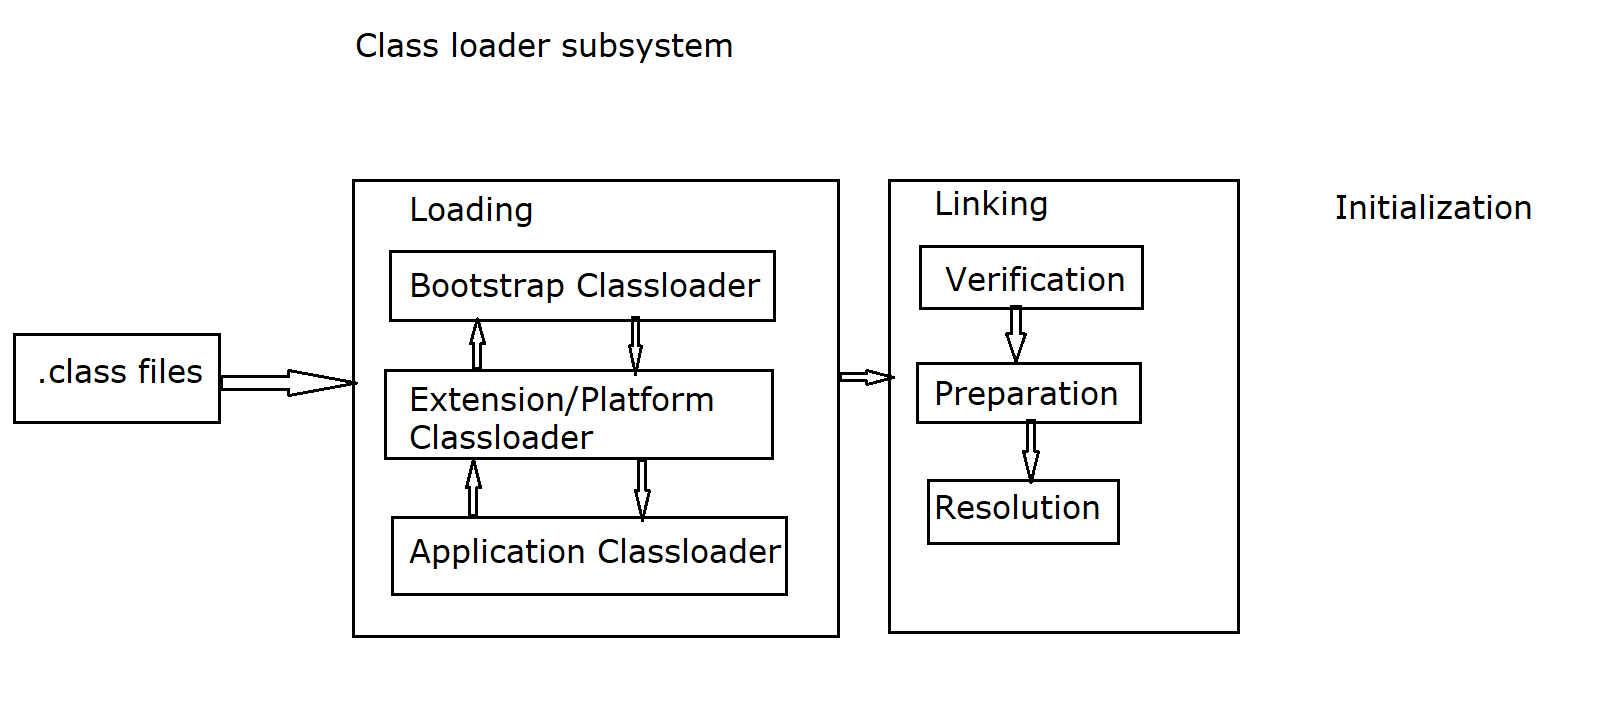 Class loader subsystem
.class files
Loading
Bootstrap Classloader
Extension/Platform
Classloader
Application Classloader
Linking
Verification
Preparation
Resolution
Initialization